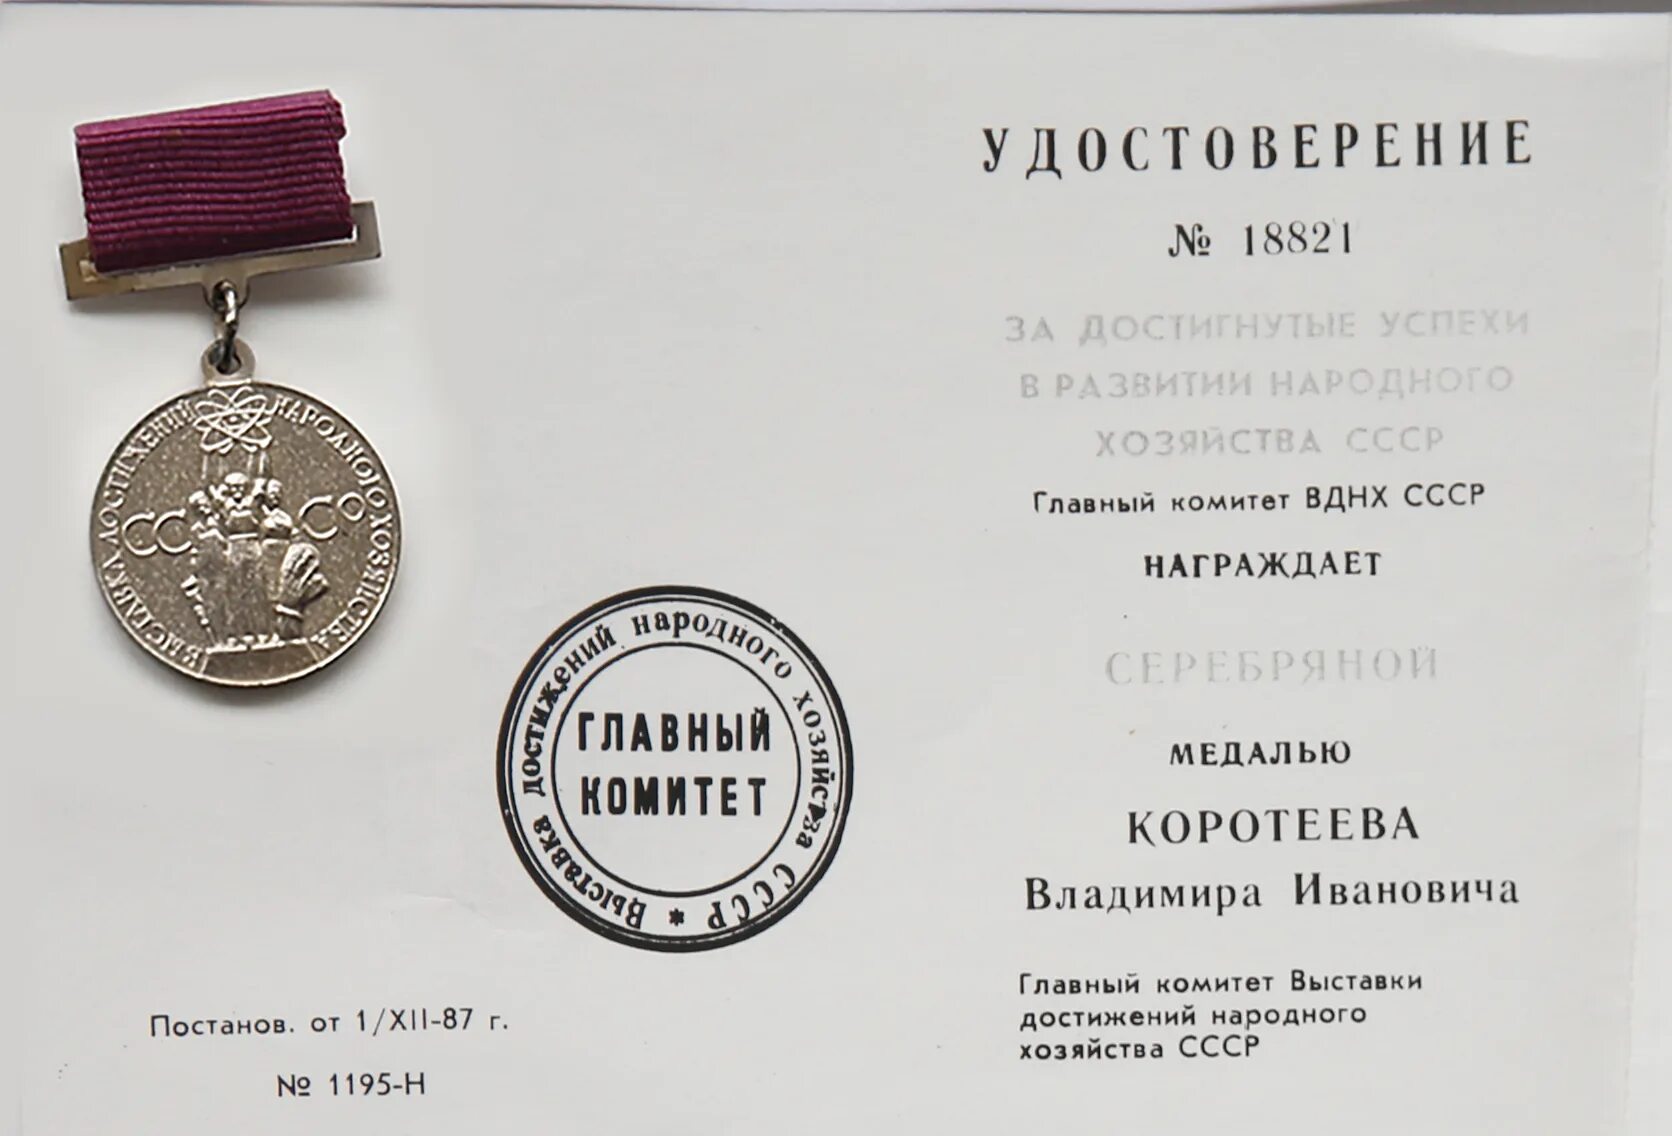 ВЫСТАВКА ДОСТИЖЕНИЙ НАРОДНОГО ХОЗЯЙСТВА
СССР
Выставка достижений народного хозяйства СССР *
ГЛАВНЫЙ
КОМИТЕТ
Постанов. от 1/XII-87 г.
№ 1195-Н
УДОСТОВЕРЕНИЕ
№ 18821
ЗА ДОСТИГНУТЫЕ УСПЕХИ
В РАЗВИТИИ НАРОДНОГО
ХОЗЯЙСТВА СССР
Главный комитет ВДНХ СССР
НАГРАЖДАЕТ
СЕРЕБРЯНОЙ
МЕДАЛЬЮ
КОРОТЕЕВА
Владимира Ивановича
Главный комитет Выставки
достижений народного
хозяйства СССР